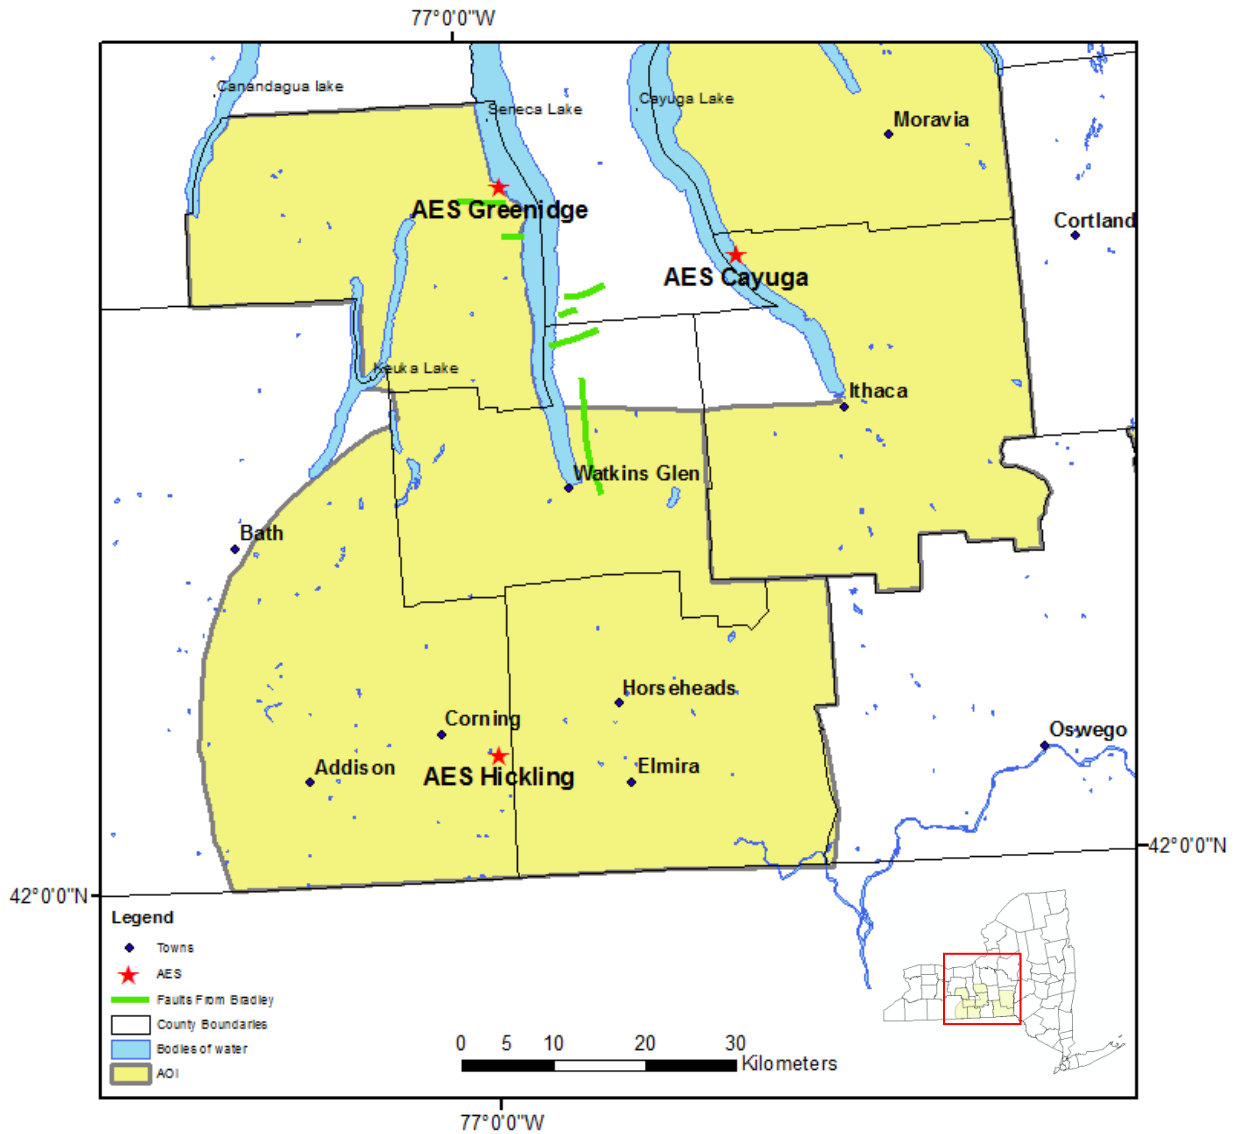 77°0'0"W
Canandagua lake
Seneca Lake
Cayuga Lake
Moravia
AES Greenidge
Cortland
AES Cayuga
Keuka Lake
Ithaca
Watkins Glen
Bath
Horseheads
Corning
Oswego
Addison
AES Hickling
Elmira
42°0'0"N
42°0'0"N
Legend
Towns
AES
Faults From Bradley
County Boundaries
Bodies of water
AOI
0 5 10 20 30
Kilometers
77°0'0"W